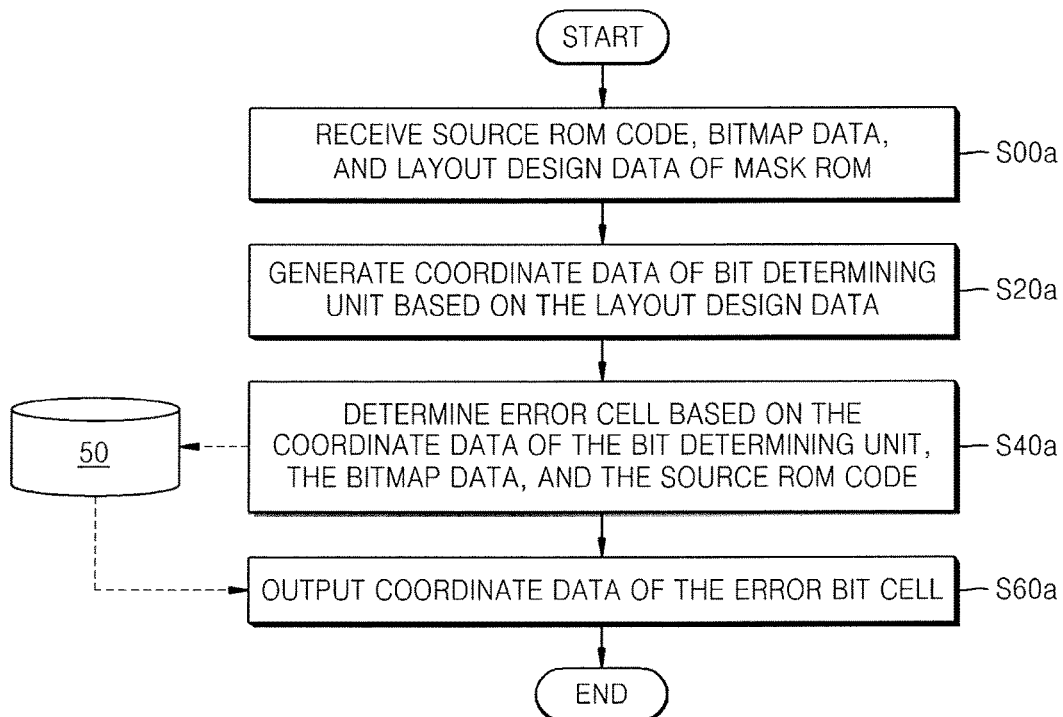 START
RECEIVE SOURCE ROM CODE, BITMAP DATA,
AND LAYOUT DESIGN DATA OF MASK ROM
S00a
GENERATE COORDINATE DATA OF BIT DETERMINING
UNIT BASED ON THE LAYOUT DESIGN DATA
S20a
DETERMINE ERROR CELL BASED ON THE
COORDINATE DATA OF THE BIT DETERMINING UNIT,
THE BITMAP DATA, AND THE SOURCE ROM CODE
S40a
50
OUTPUT COORDINATE DATA OF THE ERROR BIT CELL
S60a
END